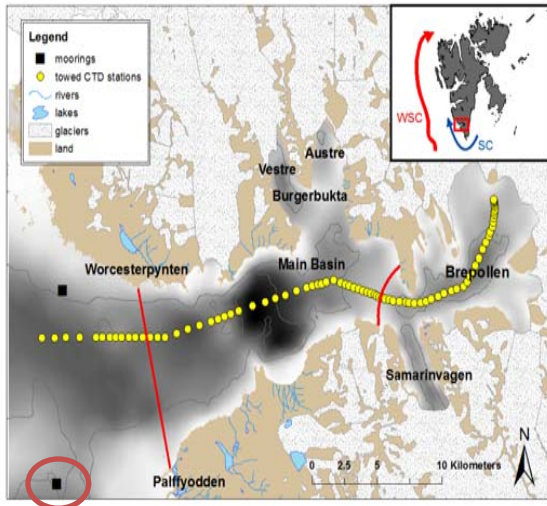 Legend
moorings
towed CTD stations
rivers
lakes
glaciers
land
WSC
SC
Austre
Vestre
Burgerbukta
Worcesterpynten
Main Basin
Brepollen
Samarinvagen
Palffyodden
N
0 2.5 5 10 Kilometers